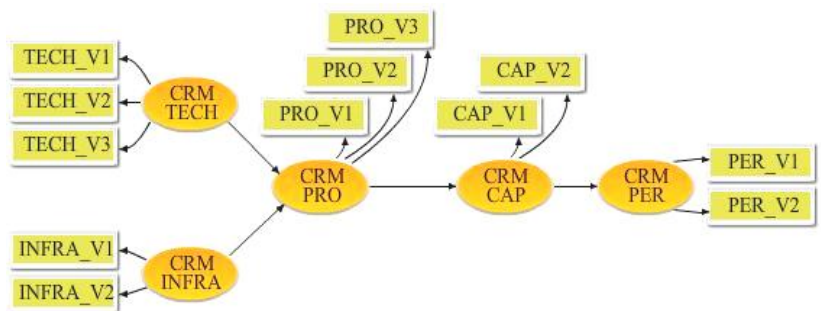 PRO_V3
TECH_V1
PRO_V2
CAP_V2
TECH_V2
CRM
TECH
PRO_V1
CAP_V1
TECH_V3
CRM
PRO
CRM
CAP
CRM
PER
PER_V1
PER_V2
INFRA_V1
CRM
INFRA
INFRA_V2